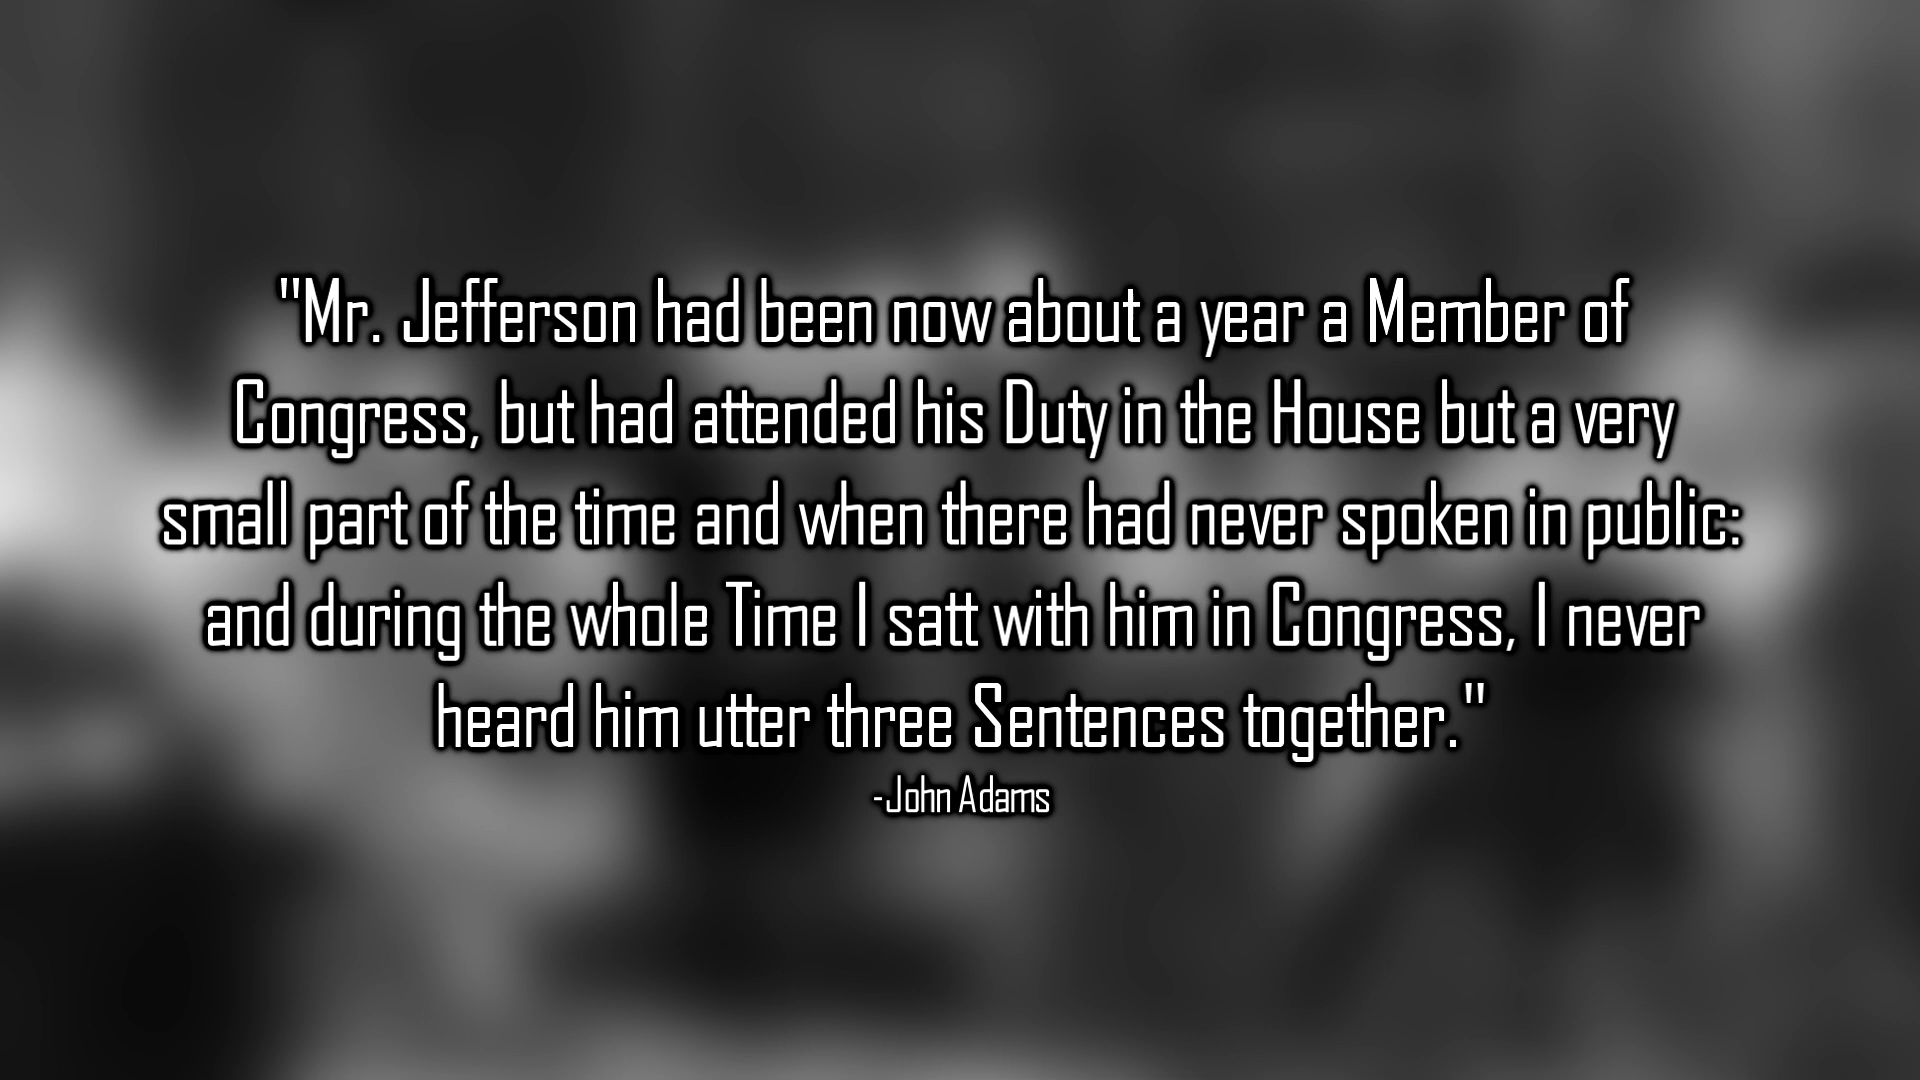 "Mr. Jefferson had been now about a year a Member of
Congress, but had attended his Duty in the House but a very
small part of the time and when there had never spoken in public:
and during the whole Time I satt with him in Congress, I never
heard him utter three Sentences together."
-John Adams